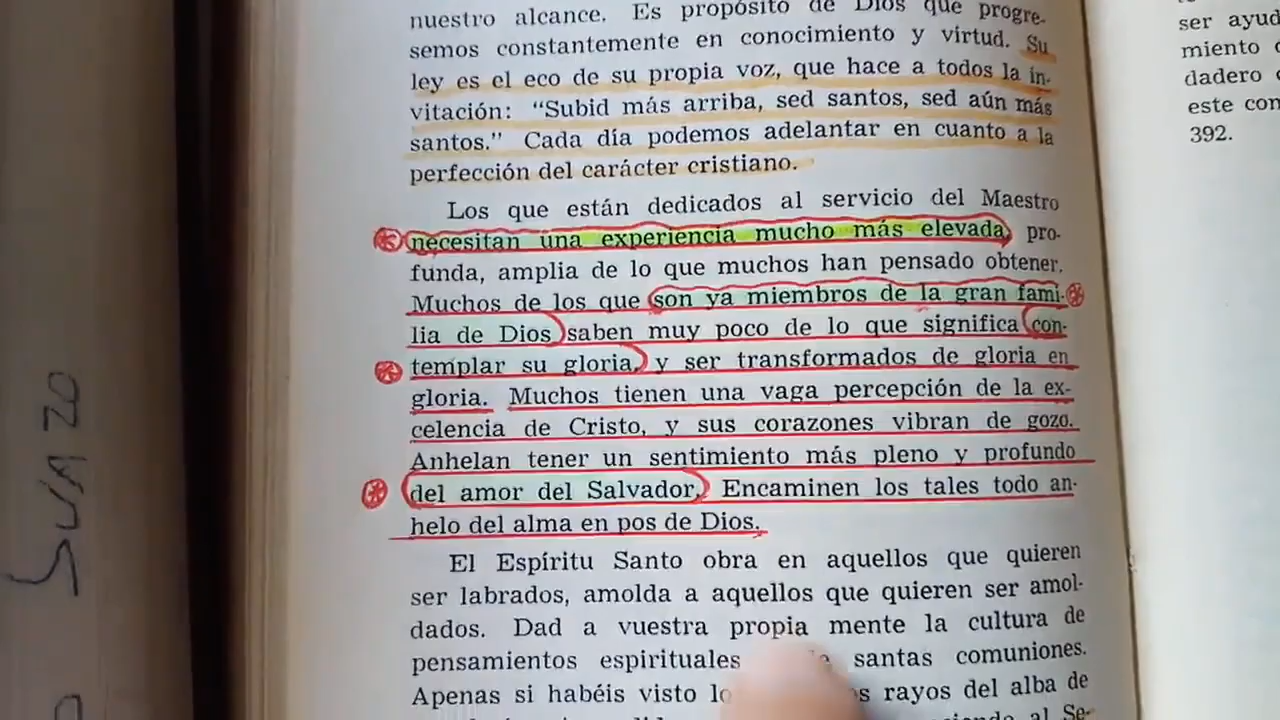 nuestro alcance. Es propósito de Dios que progre-
semos constantemente en conocimiento y virtud. Su
ley es el eco de su propia voz, que hace a todos la in-
vitación: “Subid más arriba, sed santos, sed aún más
santos.” Cada día podemos adelantar en cuanto a la
perfección del carácter cristiano.
Los que están dedicados al servicio del Maestro
necesitan una experiencia mucho más elevada, pro-
funda, amplia de lo que muchos han pensado obtener.
Muchos de los que son ya miembros de la gran fami-
lia de Dios saben muy poco de lo que significa con-
templar su gloria, y ser transformados de gloria en
gloria. Muchos tienen una vaga percepción de la ex-
celencia de Cristo, y sus corazones vibran de gozo.
Anhelan tener un sentimiento más pleno y profundo
del amor del Salvador. Encaminen los tales todo an-
helo del alma en pos de Dios.
El Espíritu Santo obra en aquellos que quieren
ser labrados, amolda a aquellos que quieren ser amol-
dados. Dad a vuestra propia mente la cultura de
pensamientos espirituales santas comuniones.
Apenas si habéis visto rayos del alba de
al Se-
ser ayud
miento
dadero
este con
392.
SUAZO